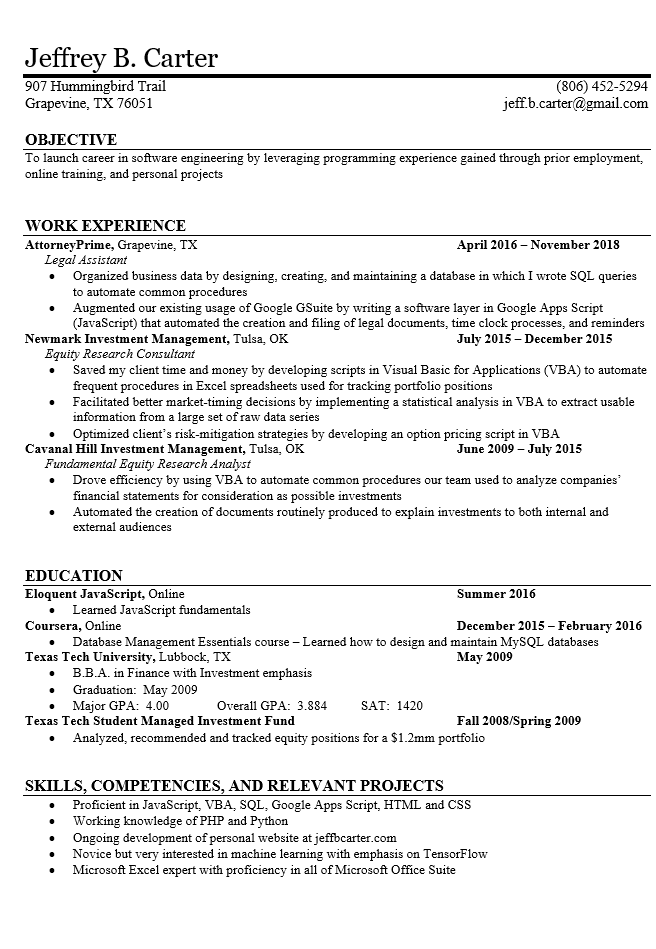 Jeffrey B. Carter
907 Hummingbird Trail (806) 452-5294
Grapevine, TX 76051 jeff.b.carter@gmail.com
OBJECTIVE
To launch career in software engineering by leveraging programming experience gained through prior employment,
online training, and personal projects
WORK EXPERIENCE
AttorneyPrime, Grapevine, TX April 2016 – November 2018
Legal Assistant
• Organized business data by designing, creating, and maintaining a database in which I wrote SQL queries
to automate common procedures
• Augmented our existing usage of Google GSuite by writing a software layer in Google Apps Script
(JavaScript) that automated the creation and filing of legal documents, time clock processes, and reminders
Newmark Investment Management, Tulsa, OK July 2015 – December 2015
Equity Research Consultant
• Saved my client time and money by developing scripts in Visual Basic for Applications (VBA) to automate
frequent procedures in Excel spreadsheets used for tracking portfolio positions
• Facilitated better market-timing decisions by implementing a statistical analysis in VBA to extract usable
information from a large set of raw data series
• Optimized client’s risk-mitigation strategies by developing an option pricing script in VBA
Cavanal Hill Investment Management, Tulsa, OK June 2009 – July 2015
Fundamental Equity Research Analyst
• Drove efficiency by using VBA to automate common procedures our team used to analyze companies’
financial statements for consideration as possible investments
• Automated the creation of documents routinely produced to explain investments to both internal and
external audiences
EDUCATION
Eloquent JavaScript, Online Summer 2016
• Learned JavaScript fundamentals
Coursera, Online December 2015 – February 2016
• Database Management Essentials course – Learned how to design and maintain MySQL databases
Texas Tech University, Lubbock, TX May 2009
• B.B.A. in Finance with Investment emphasis
• Graduation: May 2009
• Major GPA: 4.00 Overall GPA: 3.884 SAT: 1420
Texas Tech Student Managed Investment Fund Fall 2008/Spring 2009
• Analyzed, recommended and tracked equity positions for a $1.2mm portfolio
SKILLS, COMPETENCIES, AND RELEVANT PROJECTS
• Proficient in JavaScript, VBA, SQL, Google Apps Script, HTML and CSS
• Working knowledge of PHP and Python
• Ongoing development of personal website at jeffbcarter.com
• Novice but very interested in machine learning with emphasis on TensorFlow
• Microsoft Excel expert with proficiency in all of Microsoft Office Suite